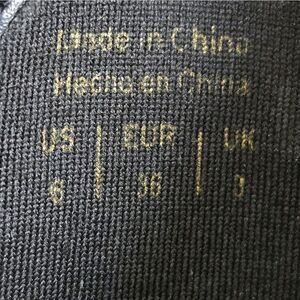 Made in China
Hecho en China
US | EUR | UK
6 | 36 | 3